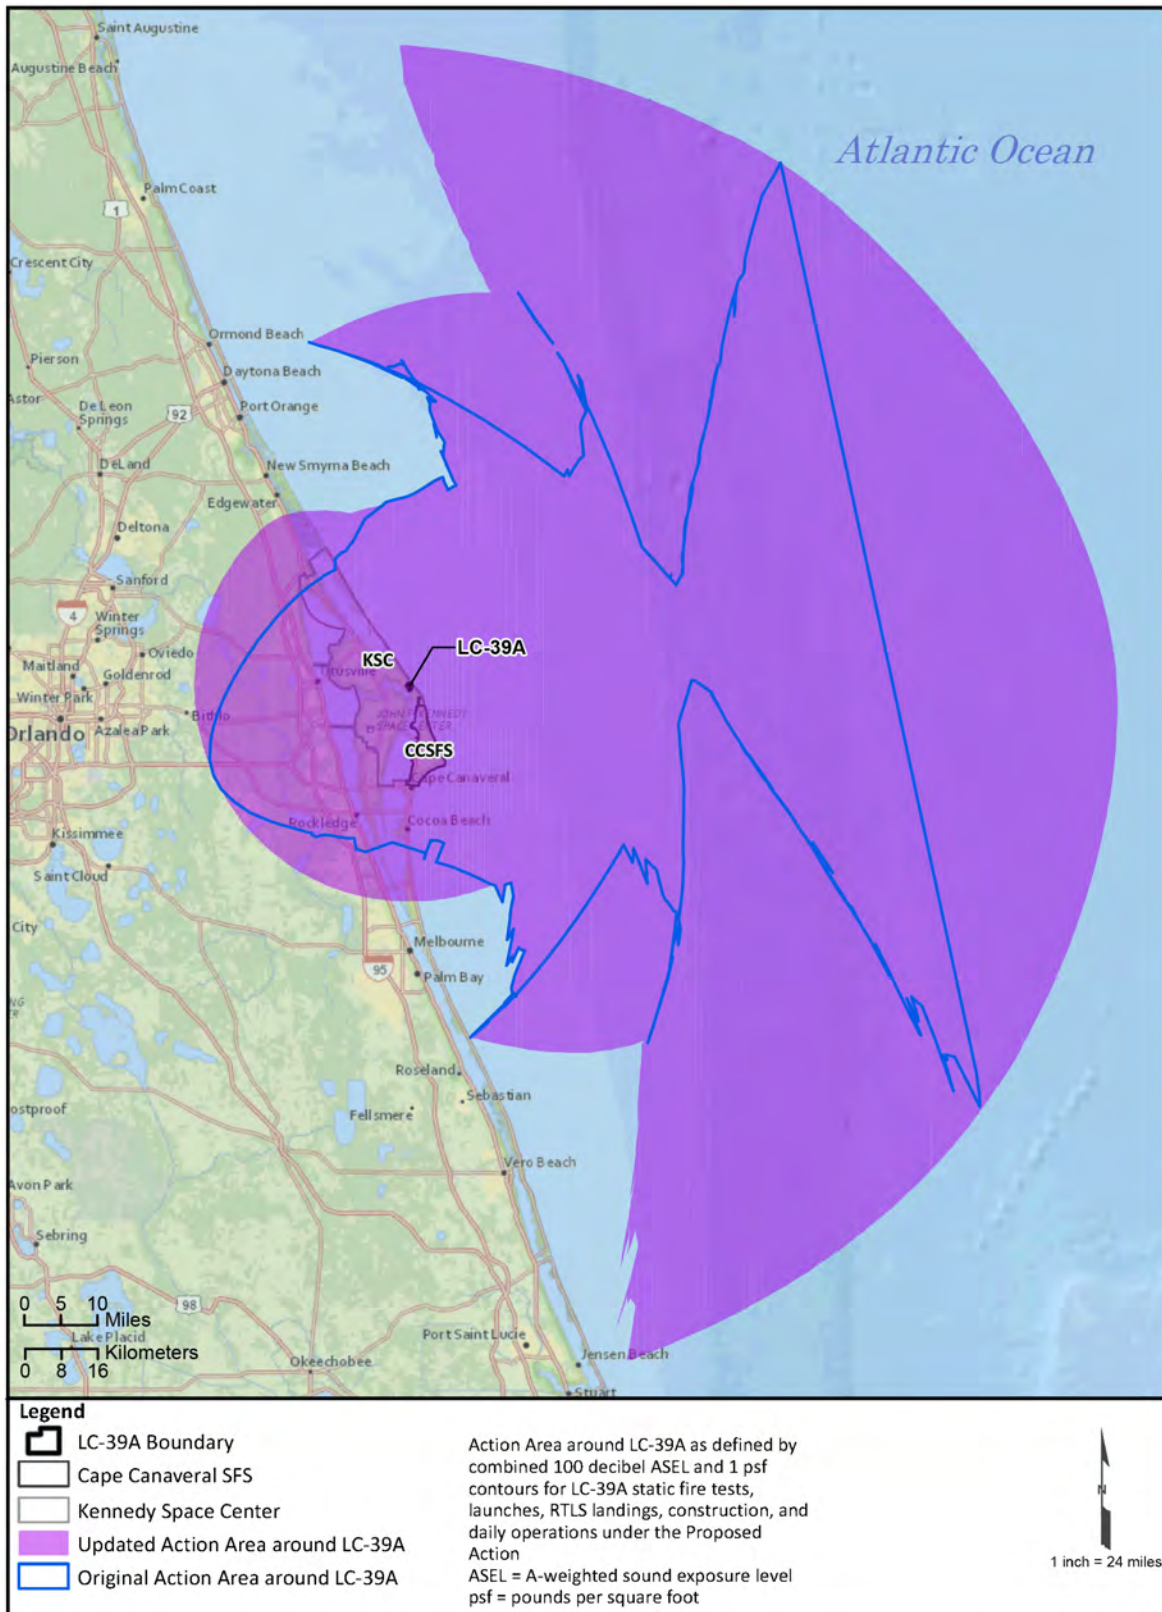 Saint Augustine
Augustine Beach
Atlantic Ocean
Palm Coast
1
Crescent City
Ormond Beach
Pierson
Daytona Beach
Astor
De Leon
Springs
92
Port Orange
DeLand
New Smyrna Beach
Edgewater
Deltona
Sanford
4
Winter
Springs
Oviedo
Maitland
Goldenrod
KSC
LC-39A
Titusville
Winter Park
Bithlo
JOHN F KENNEDY
SPACE CENTER
Orlando
Azalea Park
CCSFS
Cape Canaveral
Rockledge
Cocoa Beach
Kissimmee
Saint Cloud
City
Melbourne
95
Palm Bay
Roseland
Sebastian
ostproof
Fellsmere
Vero Beach
Avon Park
Sebring
0 5 10
Miles
98
Lake Placid
Kilometers
0 8 16
Port Saint Lucie
Jensen Beach
Okeechobee
Stuart
Legend
LC-39A Boundary
Cape Canaveral SFS
Kennedy Space Center
Updated Action Area around LC-39A
Original Action Area around LC-39A
Action Area around LC-39A as defined by
combined 100 decibel ASEL and 1 psf
contours for LC-39A static fire tests,
launches, RTLS landings, construction, and
daily operations under the Proposed
Action
ASEL = A-weighted sound exposure level
psf = pounds per square foot
N
1 inch = 24 miles